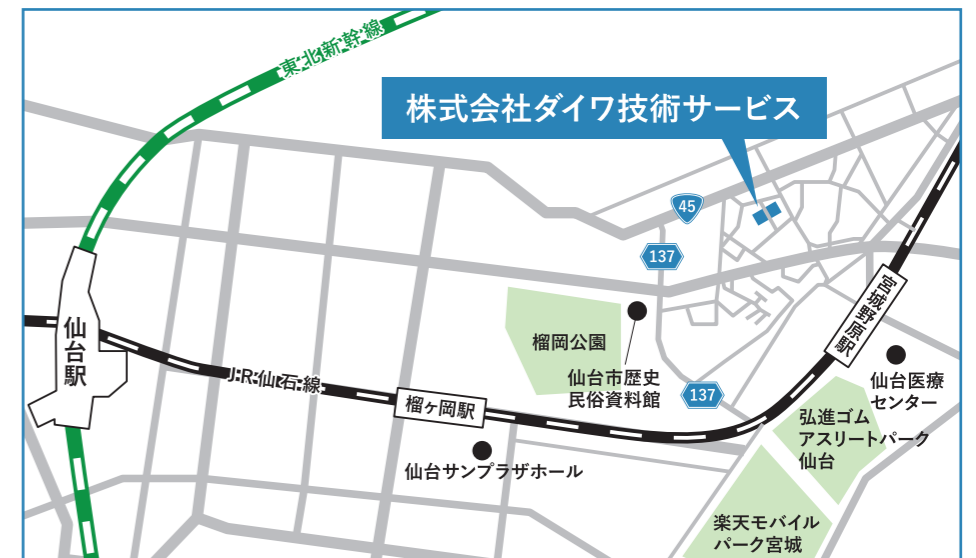 東北新幹線
株式会社ダイワ技術サービス
45
137
宮城野原駅
仙台駅
榴岡公園
仙台市歴史
民俗資料館
JR仙石線
137
榴ヶ岡駅
仙台医療
センター
弘進ゴム
アスリートパーク
仙台
仙台サンプラザホール
楽天モバイル
パーク宮城